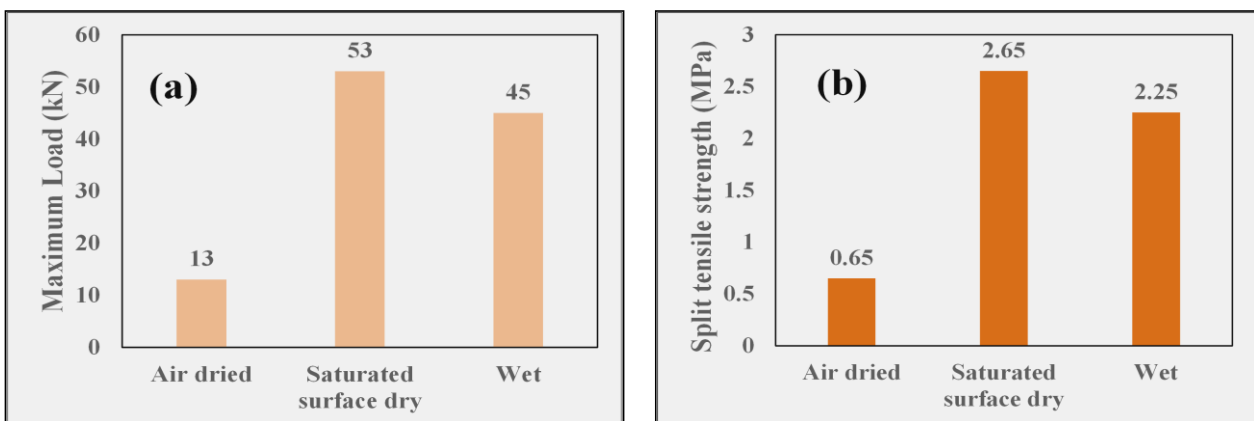 Maximum Load (kN)
60
50
40
30
20
10
0
(a)
13
53
45
Air dried
Saturated
surface dry
Wet
Split tensile strength (MPa)
3
2.5
2
1.5
1
0.5
0
(b)
0.65
2.65
2.25
Air dried
Saturated
surface dry
Wet